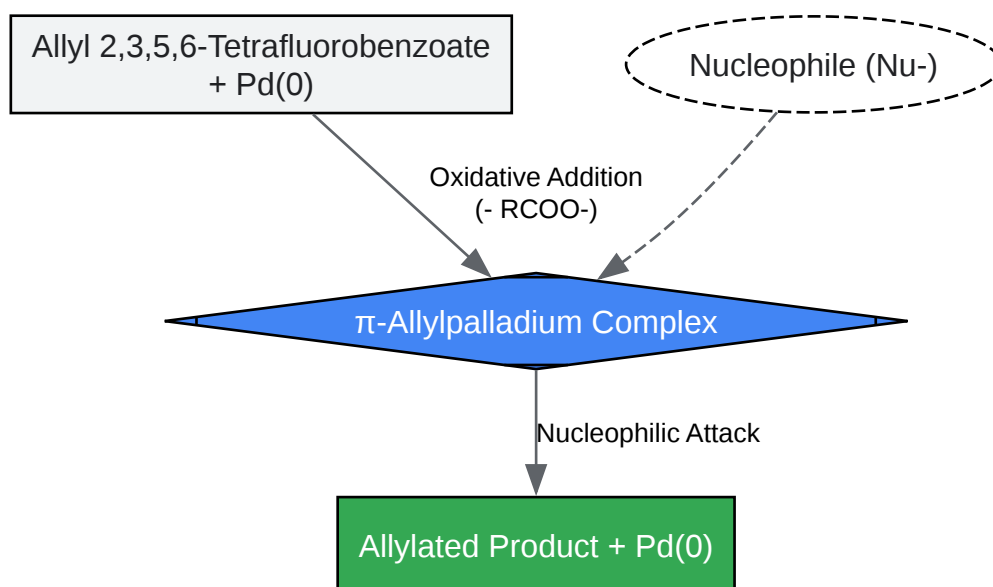 Allyl 2,3,5,6-Tetrafluorobenzoate
+ Pd(0)
Nucleophile (Nu-)
Oxidative Addition
(- RCOO-)
π-Allylpalladium Complex
Nucleophilic Attack
Allylated Product + Pd(0)